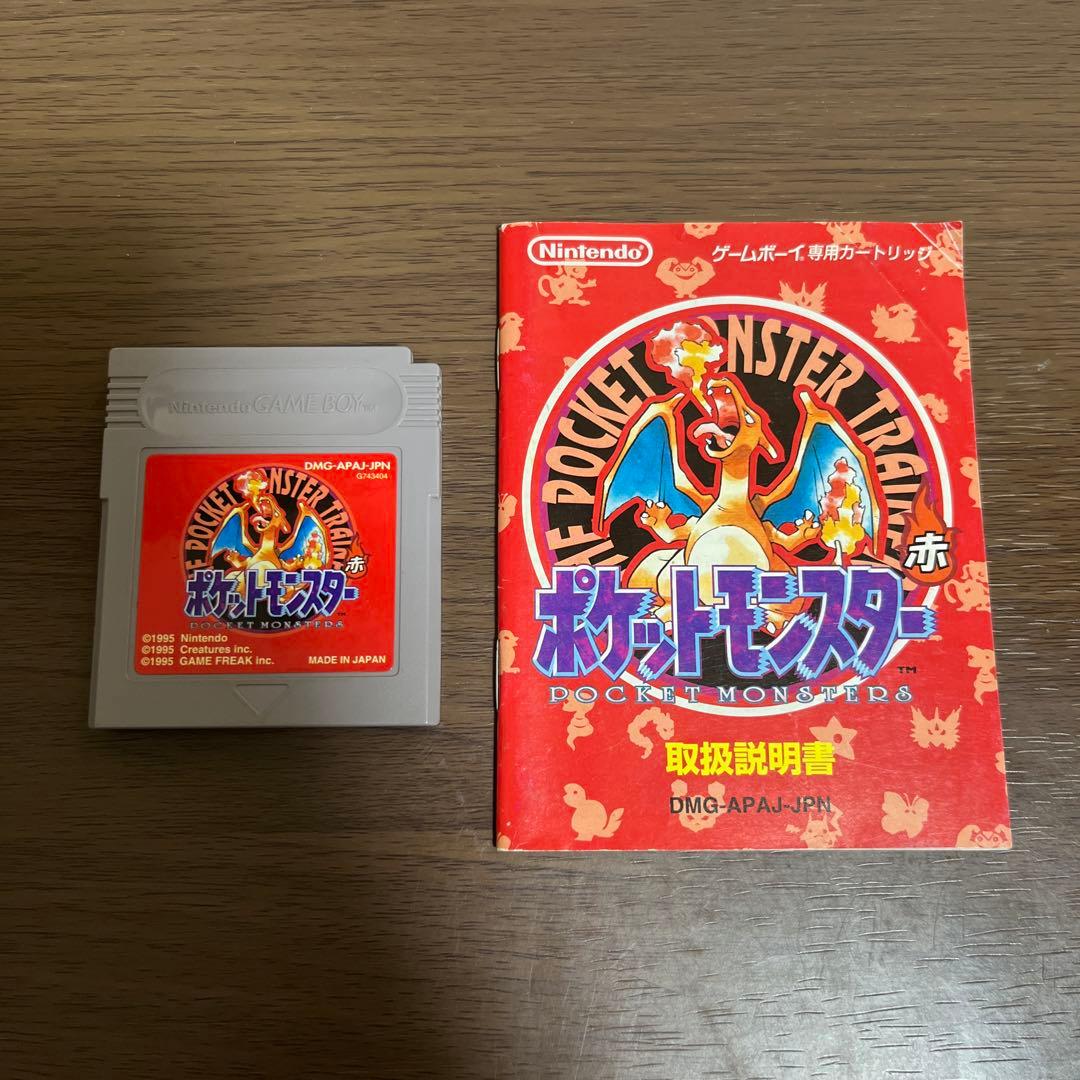 Nintendo GAME BOY™
DMG-APAJ-JPN
G743404
THE POCKET MONSTER TRAINER
赤
ポケットモンスター
™
POCKET MONSTERS
©1995 Nintendo
©1995 Creatures inc.
©1995 GAME FREAK inc.
MADE IN JAPAN
Nintendo®
ゲームボーイ®専用カートリッジ
THE POCKET MONSTER TRAINER
赤
ポケットモンスター
™
POCKET MONSTERS
取扱説明書
DMG-APAJ-JPN